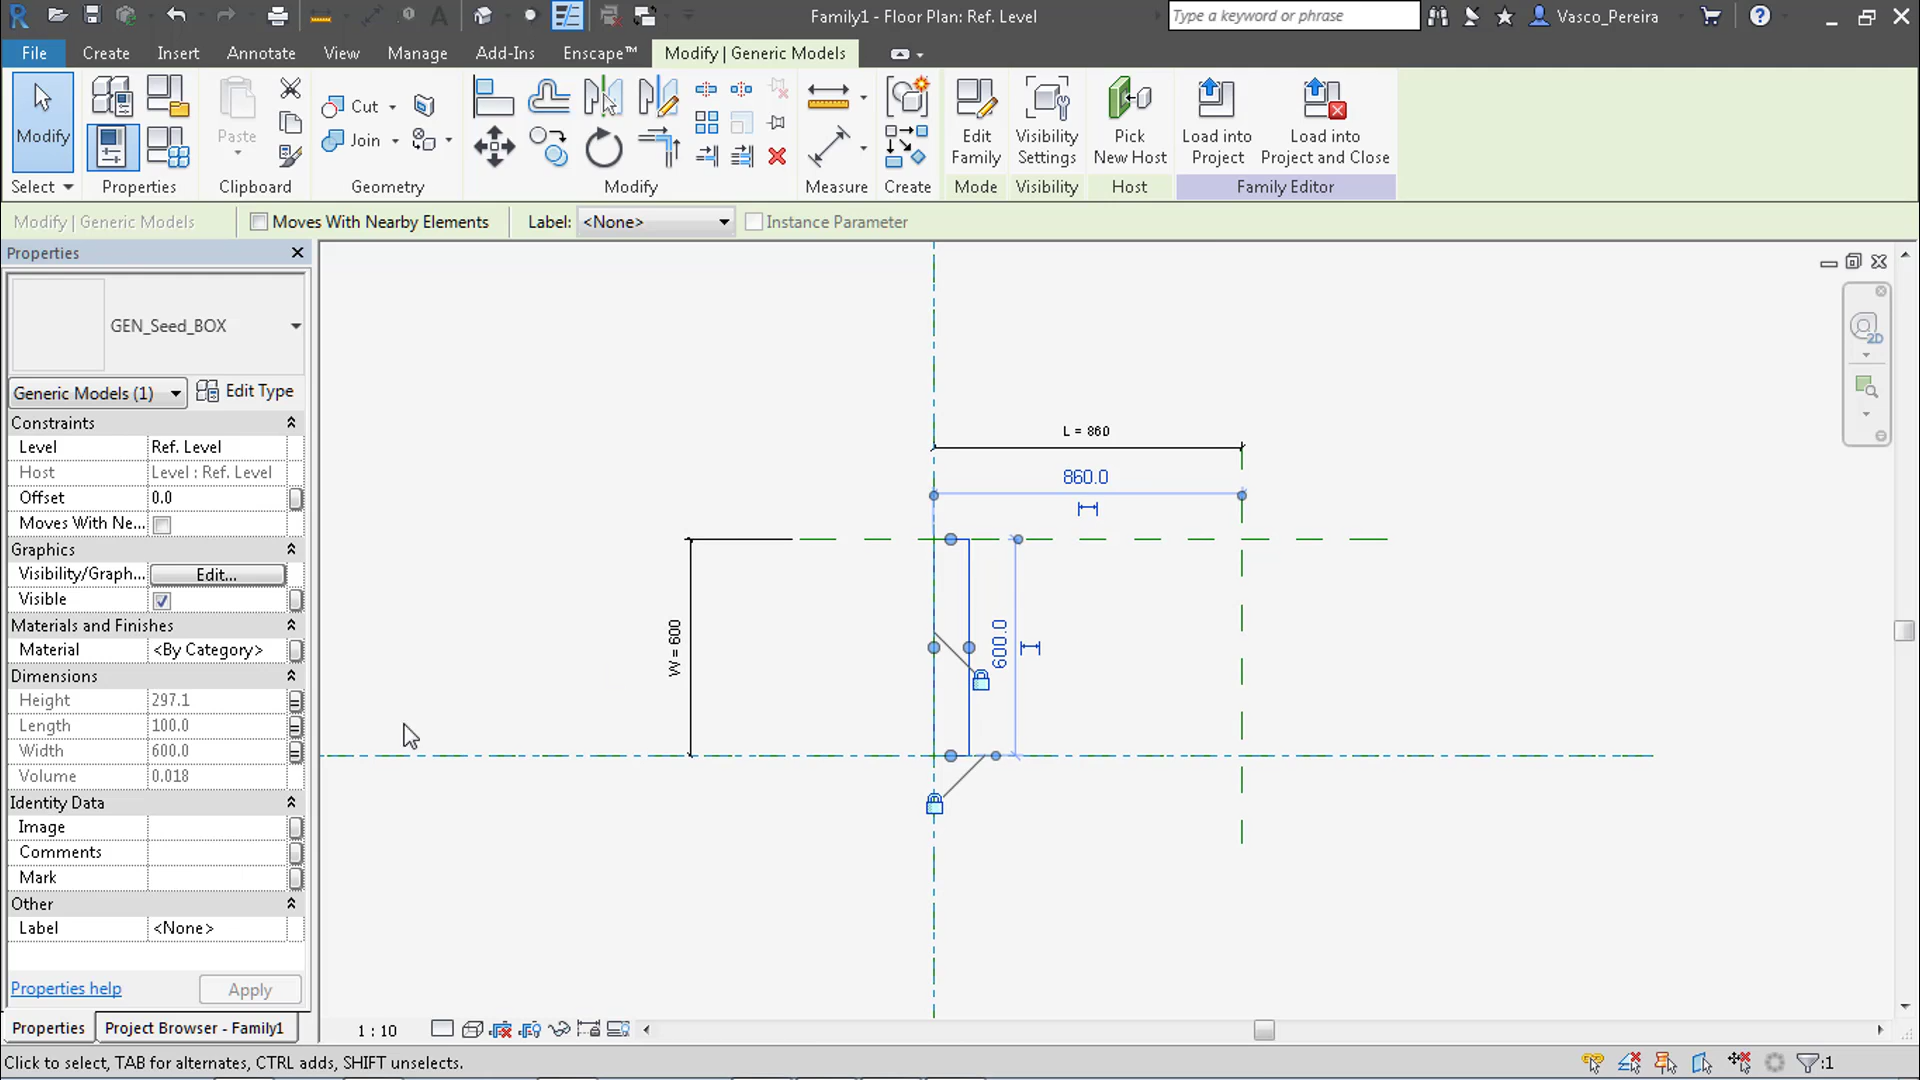 Family1 - Floor Plan: Ref. Level
Type a keyword or phrase
Vasco_Pereira
File
Create
Insert
Annotate
View
Manage
Add-Ins
Enscape™
Modify | Generic Models
Modify
Paste
Cut
Join
Edit Family
Visibility Settings
Pick New Host
Load into Project
Load into Project and Close
Select
Properties
Clipboard
Geometry
Modify
Measure
Create
Mode
Visibility
Host
Family Editor
Modify | Generic Models
Moves With Nearby Elements
Label:
<None>
Instance Parameter
Properties
GEN_Seed_BOX
Generic Models (1)
Edit Type
Constraints
Level Ref. Level
Host Level : Ref. Level
Offset 0.0
Moves With Ne...
Graphics
Visibility/Graph... Edit...
Visible
Materials and Finishes
Material <By Category>
Dimensions
Height 297.1
Length 100.0
Width 600.0
Volume 0.018
Identity Data
Image
Comments
Mark
Other
Label <None>
Properties help
Apply
Properties
Project Browser - Family1
L = 860
860.0
W = 600
600.0
2D
1 : 10
Click to select, TAB for alternates, CTRL adds, SHIFT unselects.
:1